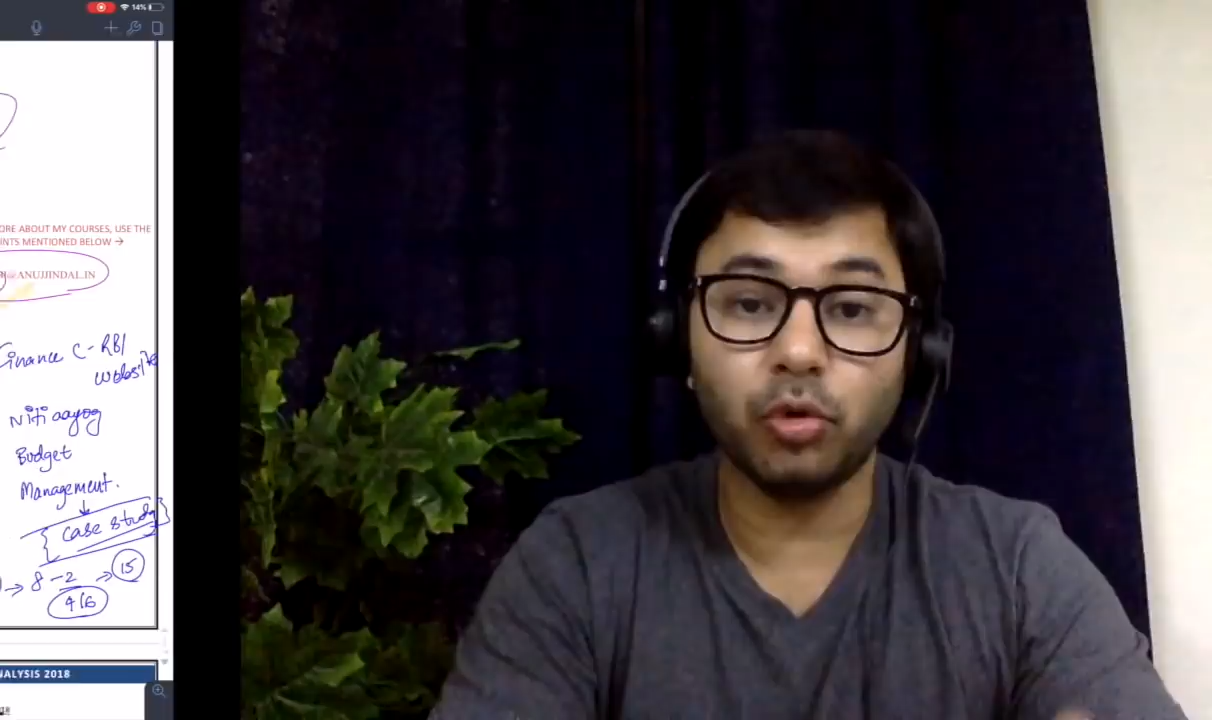 14%
ORE ABOUT MY COURSES, USE THE
INTS MENTIONED BELOW →
@ANUJJINDAL.IN
Finance C - RBI
website
Niti aayog
Budget
Management.
↓
{ case study }
→ 8 - 2 → 15
4/6
NALYSIS 2018